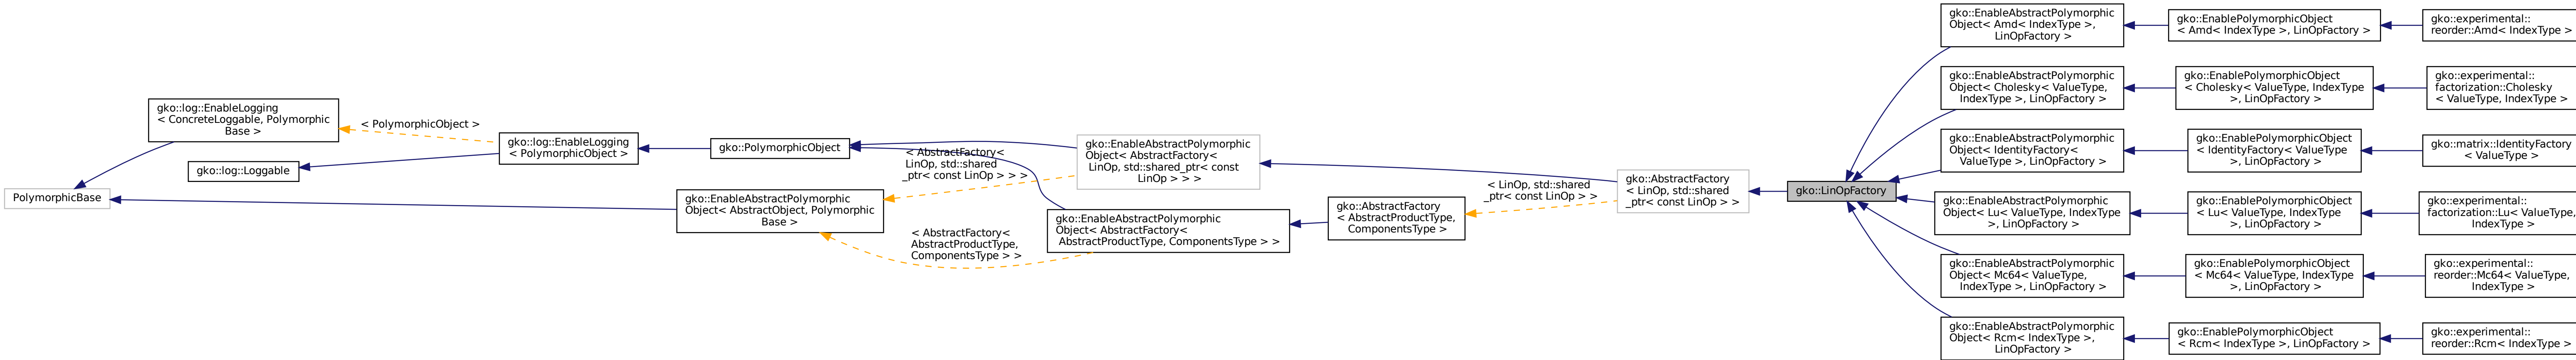 PolymorphicBase
gko::log::EnableLogging
< ConcreteLoggable, Polymorphic
Base >
gko::log::Loggable
< PolymorphicObject >
gko::log::EnableLogging
< PolymorphicObject >
gko::EnableAbstractPolymorphic
Object< AbstractObject, Polymorphic
Base >
gko::PolymorphicObject
< AbstractFactory<
LinOp, std::shared
_ptr< const LinOp > > >
< AbstractFactory<
AbstractProductType,
ComponentsType > >
gko::EnableAbstractPolymorphic
Object< AbstractFactory<
LinOp, std::shared_ptr< const
LinOp > > >
gko::EnableAbstractPolymorphic
Object< AbstractFactory<
AbstractProductType, ComponentsType > >
gko::AbstractFactory
< AbstractProductType,
ComponentsType >
< LinOp, std::shared
_ptr< const LinOp > >
gko::AbstractFactory
< LinOp, std::shared
_ptr< const LinOp > >
gko::LinOpFactory
gko::EnableAbstractPolymorphic
Object< Amd< IndexType >,
LinOpFactory >
gko::EnablePolymorphicObject
< Amd< IndexType >, LinOpFactory >
gko::experimental::
reorder::Amd< IndexType >
gko::EnableAbstractPolymorphic
Object< Cholesky< ValueType,
IndexType >, LinOpFactory >
gko::EnablePolymorphicObject
< Cholesky< ValueType, IndexType
>, LinOpFactory >
gko::experimental::
factorization::Cholesky
< ValueType, IndexType >
gko::EnableAbstractPolymorphic
Object< IdentityFactory<
ValueType >, LinOpFactory >
gko::EnablePolymorphicObject
< IdentityFactory< ValueType
>, LinOpFactory >
gko::matrix::IdentityFactory
< ValueType >
gko::EnableAbstractPolymorphic
Object< Lu< ValueType, IndexType
>, LinOpFactory >
gko::EnablePolymorphicObject
< Lu< ValueType, IndexType
>, LinOpFactory >
gko::experimental::
factorization::Lu< ValueType,
IndexType >
gko::EnableAbstractPolymorphic
Object< Mc64< ValueType,
IndexType >, LinOpFactory >
gko::EnablePolymorphicObject
< Mc64< ValueType, IndexType
>, LinOpFactory >
gko::experimental::
reorder::Mc64< ValueType,
IndexType >
gko::EnableAbstractPolymorphic
Object< Rcm< IndexType >,
LinOpFactory >
gko::EnablePolymorphicObject
< Rcm< IndexType >, LinOpFactory >
gko::experimental::
reorder::Rcm< IndexType >